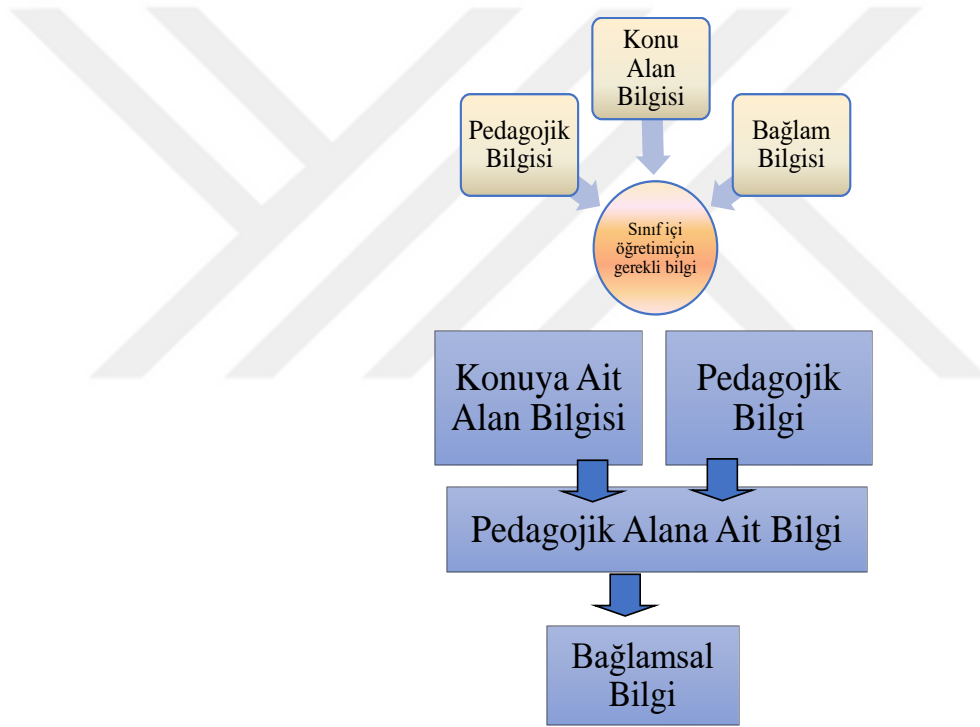 Konu
Alan
Bilgisi
Pedagojik
Bilgisi
Bağlam
Bilgisi
Sınıf içi
öğretimiçin
gerekli bilgi
Konuya Ait
Alan Bilgisi
Pedagojik
Bilgi
Pedagojik Alana Ait Bilgi
Bağlamsal
Bilgi